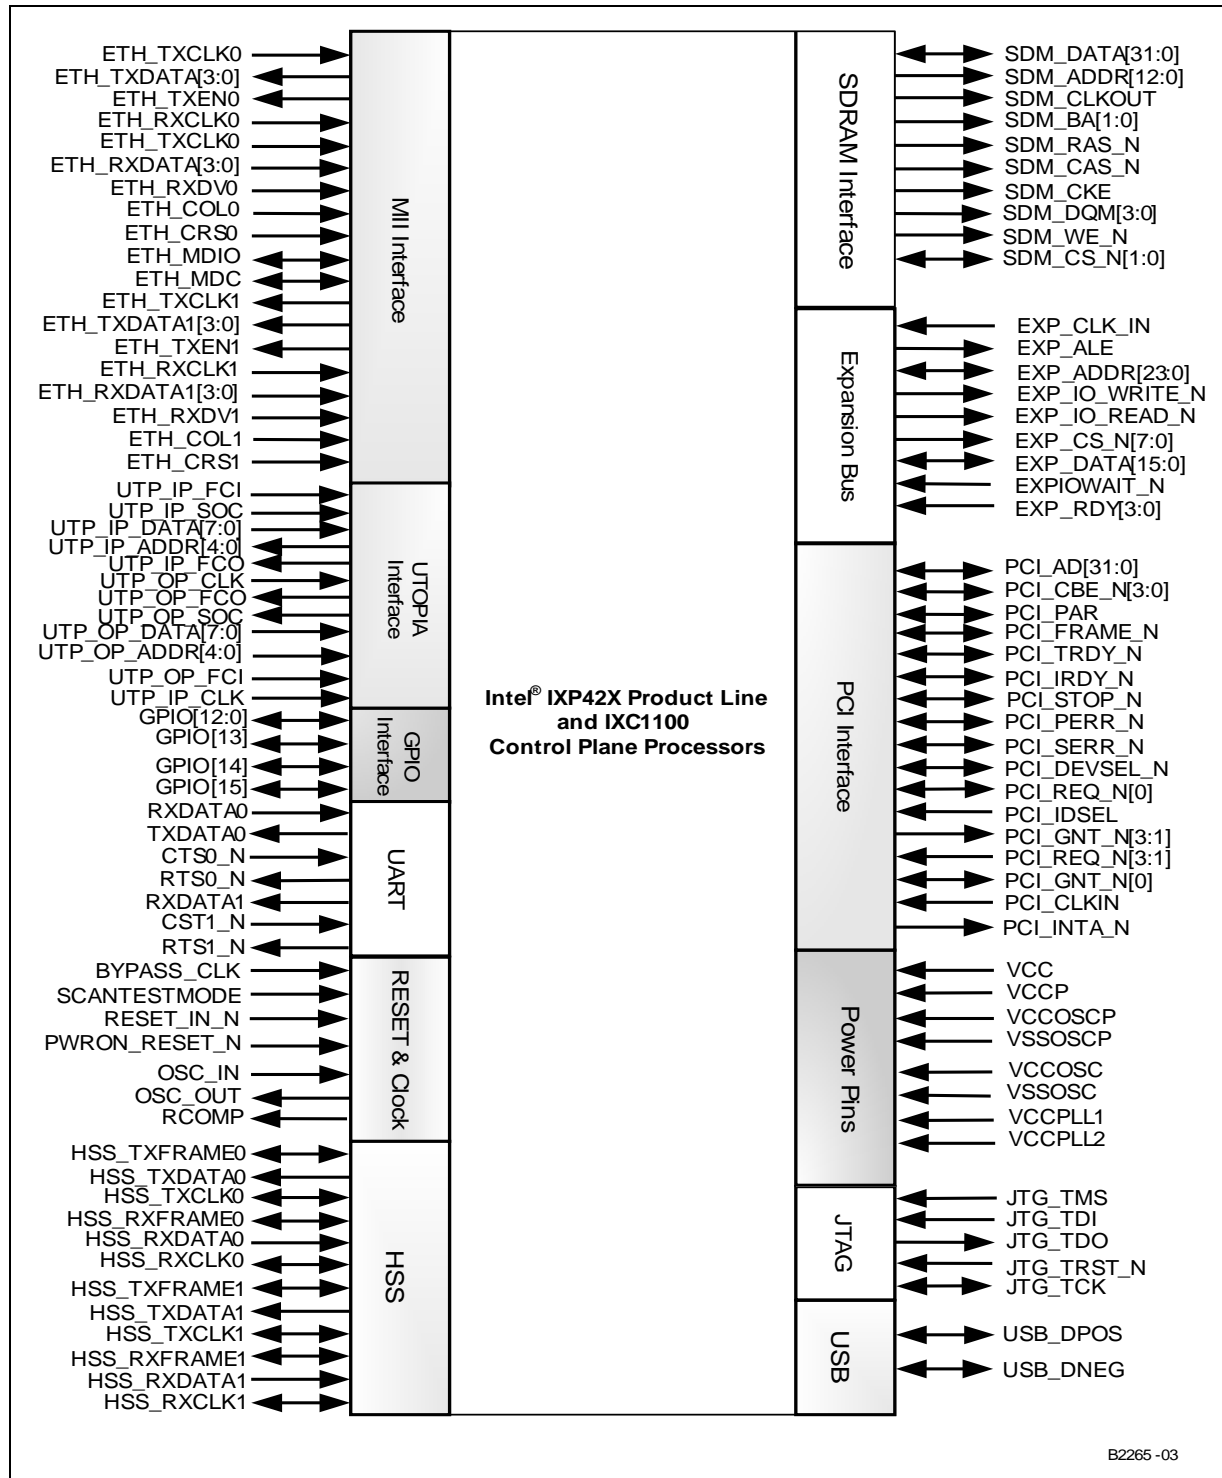 ETH_TXCLK0
ETH_TXDATA[3:0]
ETH_TXEN0
ETH_RXCLK0
ETH_TXCLK0
ETH_RXDATA[3:0]
ETH_RXDV0
ETH_COL0
ETH_CRS0
ETH_MDIO
ETH_MDC
ETH_TXCLK1
ETH_TXDATA1[3:0]
ETH_TXEN1
ETH_RXCLK1
ETH_RXDATA1[3:0]
ETH_RXDV1
ETH_COL1
ETH_CRS1
MII Interface
UTP_IP_FCI
UTP_IP_SOC
UTP_IP_DATA[7:0]
UTP_IP_ADDR[4:0]
UTP_IP_FCO
UTP_OP_CLK
UTP_OP_FCO
UTP_OP_SOC
UTP_OP_DATA[7:0]
UTP_OP_ADDR[4:0]
UTP_OP_FCI
UTP_IP_CLK
UTOPIA
Interface
GPIO[12:0]
GPIO[13]
GPIO[14]
GPIO[15]
GPIO
Interface
RXDATA0
TXDATA0
CTS0_N
RTS0_N
RXDATA1
CST1_N
RTS1_N
UART
BYPASS_CLK
SCANTESTMODE
RESET_IN_N
PWRON_RESET_N
OSC_IN
OSC_OUT
RCOMP
RESET & Clock
HSS_TXFRAME0
HSS_TXDATA0
HSS_TXCLK0
HSS_RXFRAME0
HSS_RXDATA0
HSS_RXCLK0
HSS_TXFRAME1
HSS_TXDATA1
HSS_TXCLK1
HSS_RXFRAME1
HSS_RXDATA1
HSS_RXCLK1
HSS
Intel® IXP42X Product Line
and IXC1100
Control Plane Processors
SDRAM Interface
SDM_DATA[31:0]
SDM_ADDR[12:0]
SDM_CLKOUT
SDM_BA[1:0]
SDM_RAS_N
SDM_CAS_N
SDM_CKE
SDM_DQM[3:0]
SDM_WE_N
SDM_CS_N[1:0]
Expansion Bus
EXP_CLK_IN
EXP_ALE
EXP_ADDR[23:0]
EXP_IO_WRITE_N
EXP_IO_READ_N
EXP_CS_N[7:0]
EXP_DATA[15:0]
EXPIOWAIT_N
EXP_RDY[3:0]
PCI Interface
PCI_AD[31:0]
PCI_CBE_N[3:0]
PCI_PAR
PCI_FRAME_N
PCI_TRDY_N
PCI_IRDY_N
PCI_STOP_N
PCI_PERR_N
PCI_SERR_N
PCI_DEVSEL_N
PCI_REQ_N[0]
PCI_IDSEL
PCI_GNT_N[3:1]
PCI_REQ_N[3:1]
PCI_GNT_N[0]
PCI_CLKIN
PCI_INTA_N
Power Pins
VCC
VCCP
VCCOSCP
VSSOSCP
VCCOSC
VSSOSC
VCCPLL1
VCCPLL2
JTAG
JTG_TMS
JTG_TDI
JTG_TDO
JTG_TRST_N
JTG_TCK
USB
USB_DPOS
USB_DNEG
B2265 -03